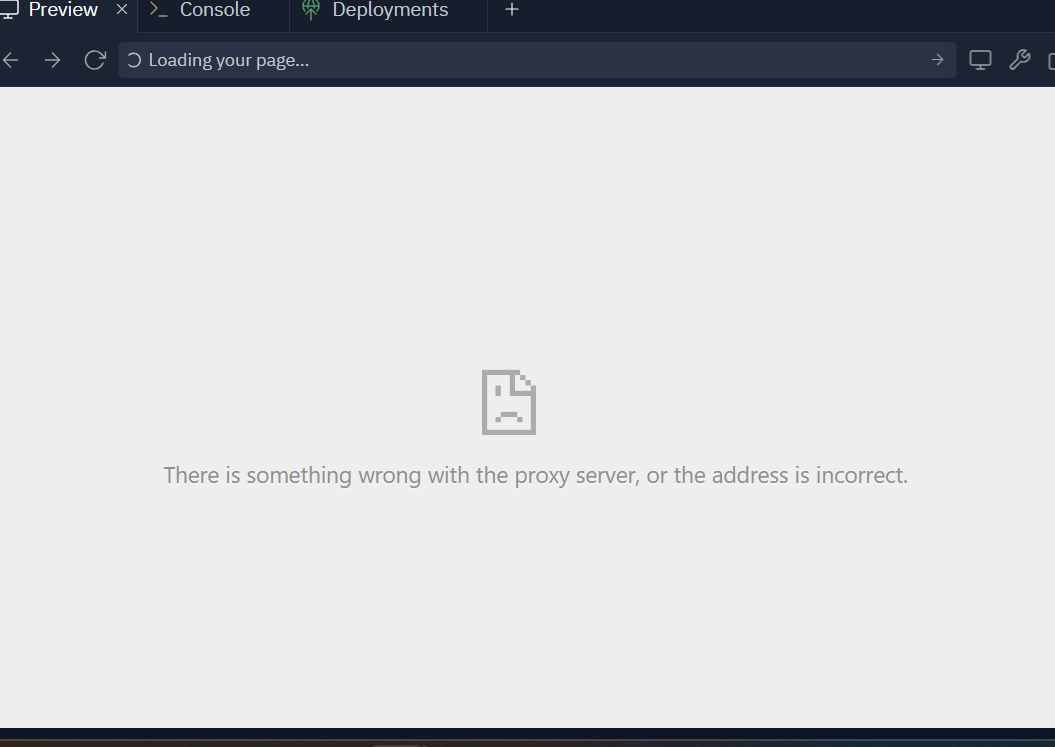 Preview
Console
Deployments
Loading your page...
There is something wrong with the proxy server, or the address is incorrect.